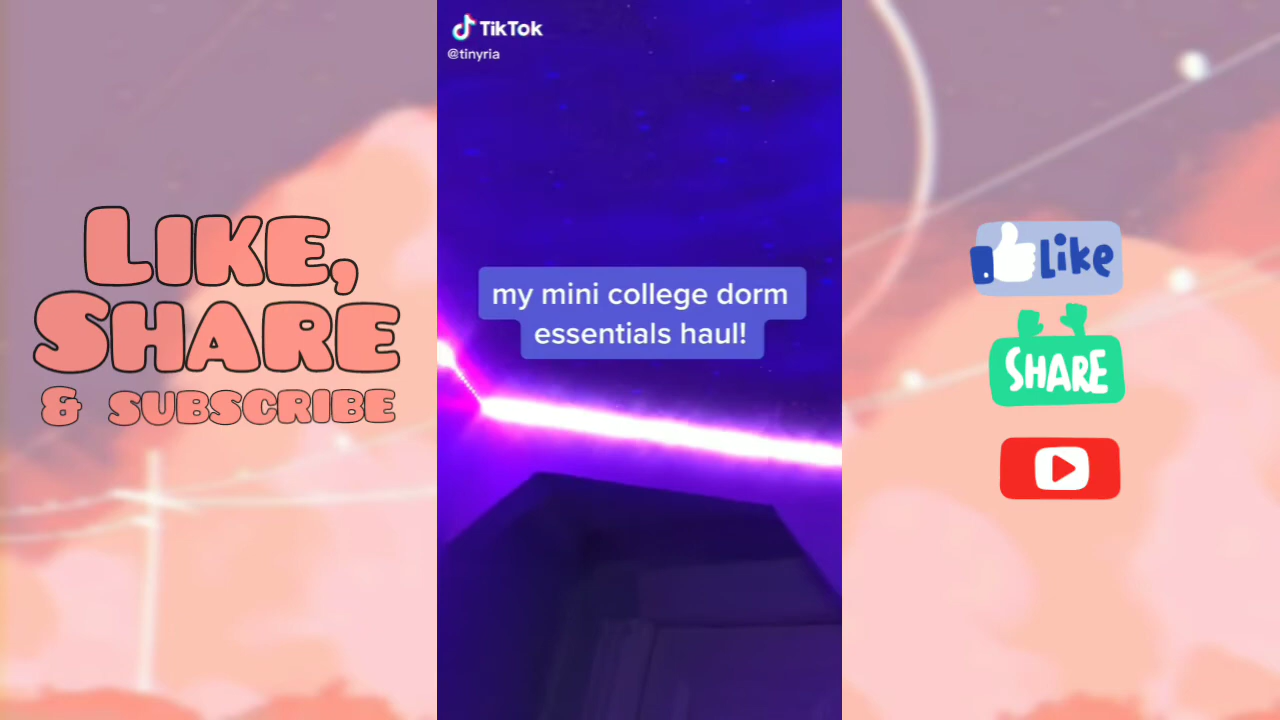 LIKE,
SHARE
& SUBSCRIBE
TikTok
@tinyria
my mini college dorm
essentials haul!
Like
SHARE